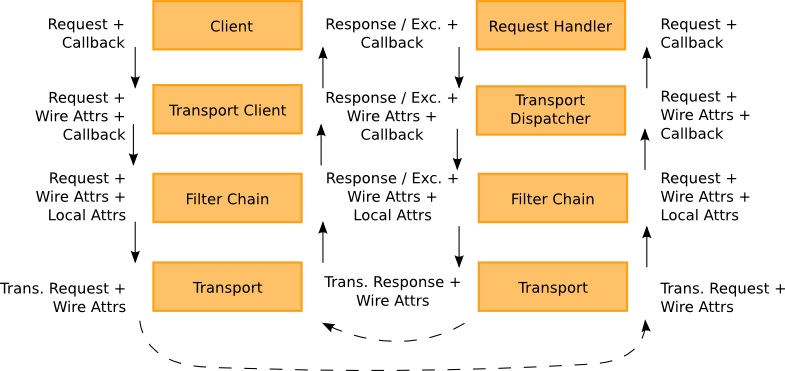 Request +
Callback
Client
Response / Exc. +
Callback
Request Handler
Request +
Callback
Request +
Wire Attrs +
Callback
Transport Client
Response / Exc. +
Wire Attrs +
Callback
Transport
Dispatcher
Request +
Wire Attrs +
Callback
Request +
Wire Attrs +
Local Attrs
Filter Chain
Response / Exc. +
Wire Attrs +
Local Attrs
Filter Chain
Request +
Wire Attrs +
Local Attrs
Trans. Request +
Wire Attrs
Transport
Trans. Response +
Wire Attrs
Transport
Trans. Request +
Wire Attrs